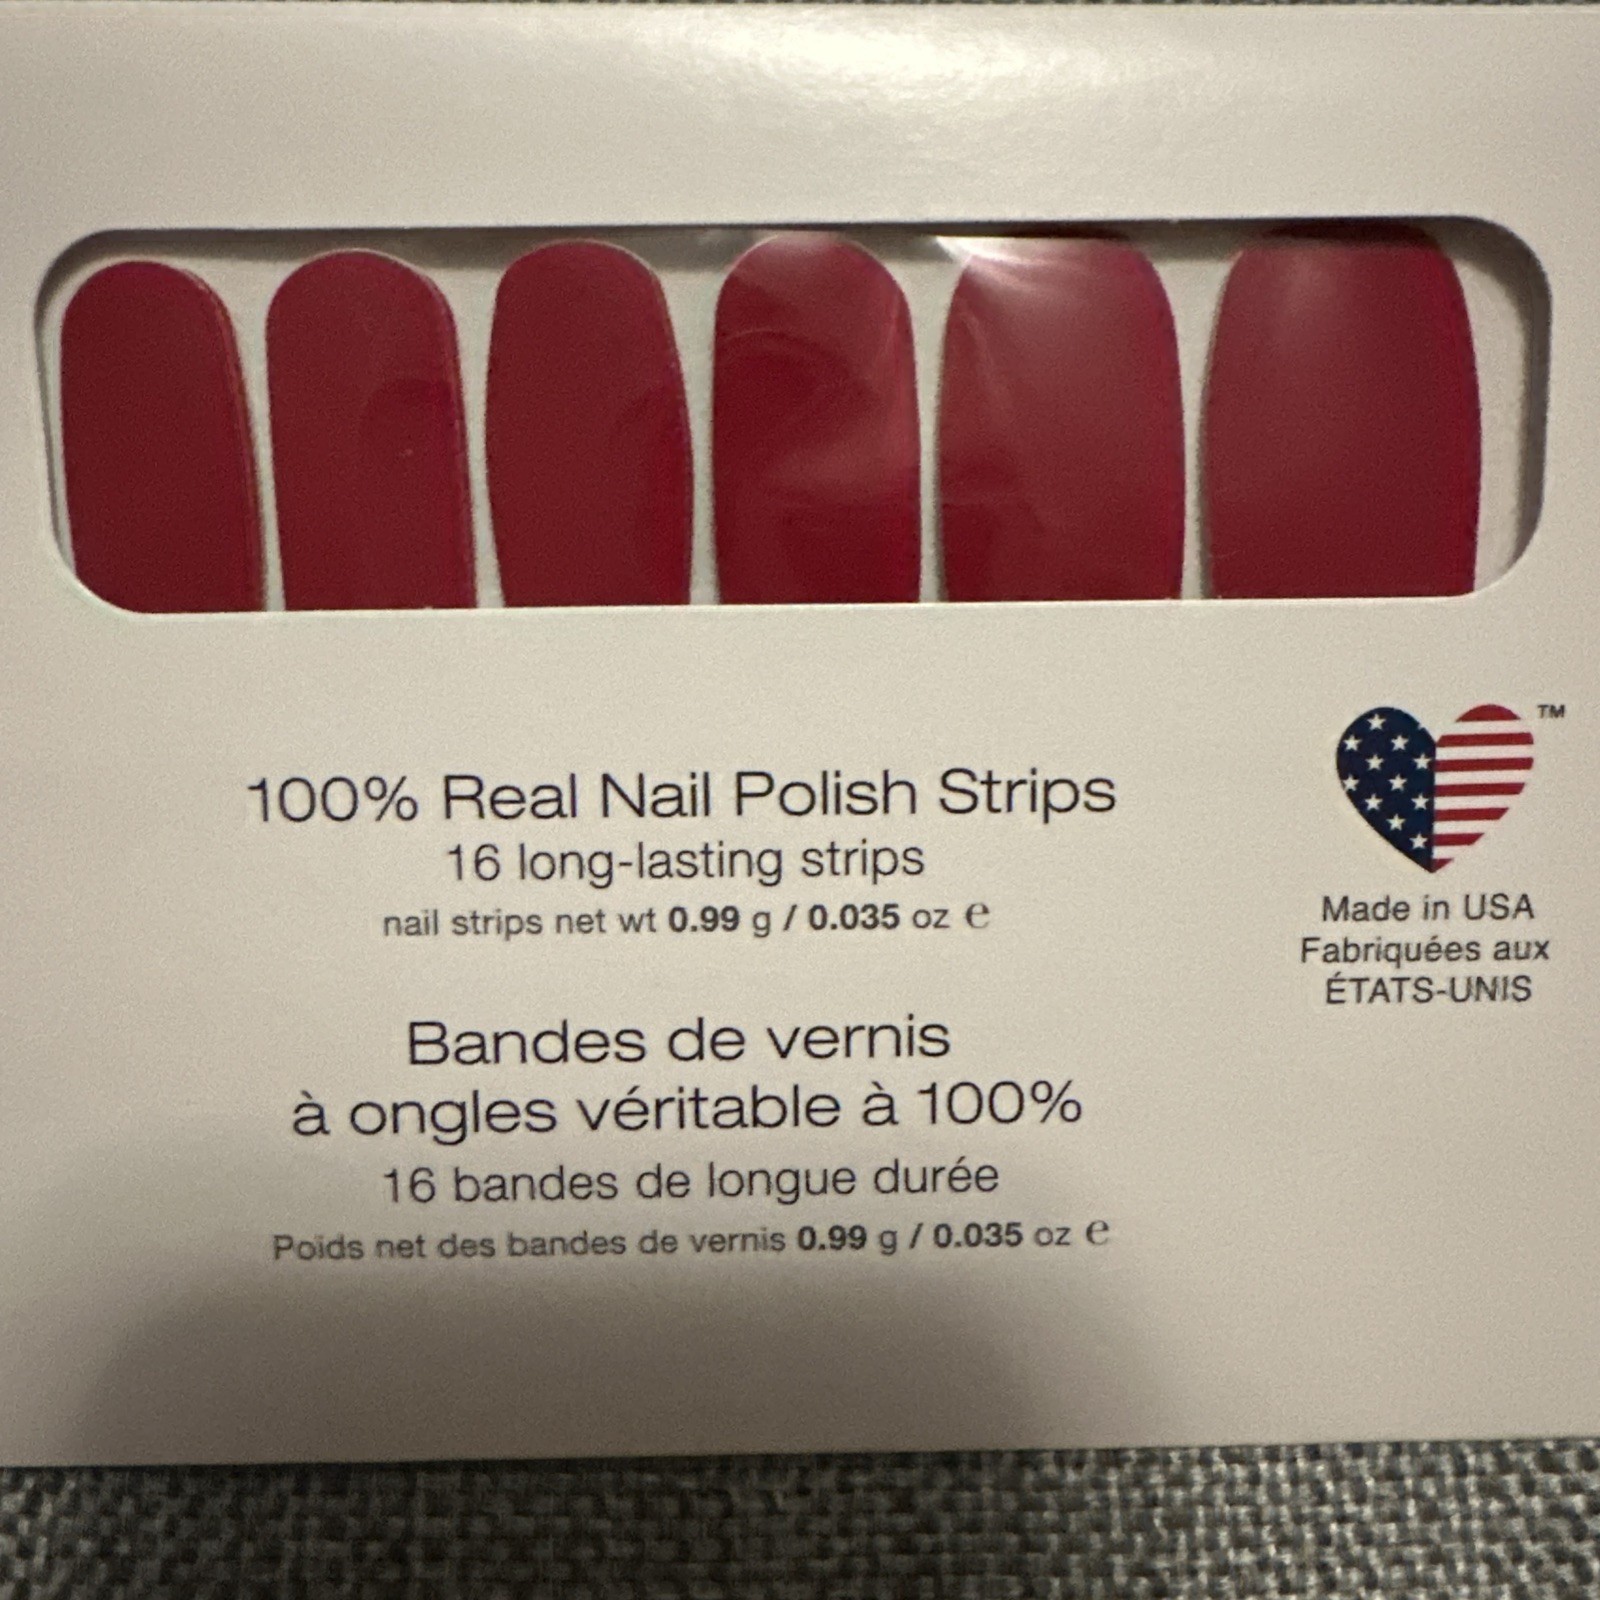 100% Real Nail Polish Strips
16 long-lasting strips
nail strips net wt 0.99 g / 0.035 oz ℮
Bandes de vernis
à ongles véritable à 100%
16 bandes de longue durée
Poids net des bandes de vernis 0.99 g / 0.035 oz ℮
TM
Made in USA
Fabriquées aux
ÉTATS-UNIS